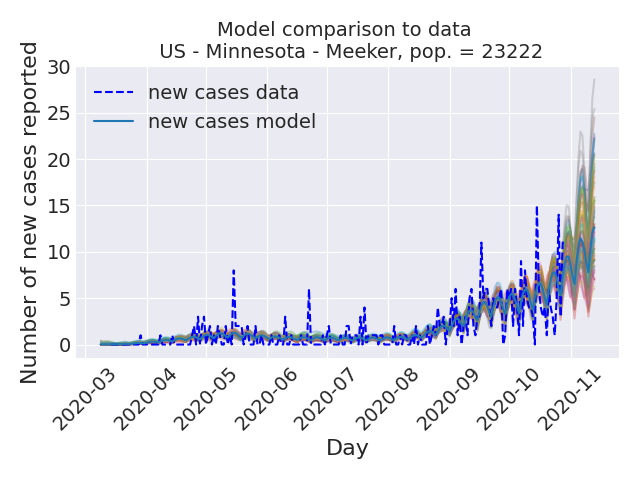 Model comparison to data
US - Minnesota - Meeker, pop. = 23222
Number of new cases reported
30
25
20
15
10
5
0
new cases data
new cases model
2020-03
2020-04
2020-05
2020-06
2020-07
2020-08
2020-09
2020-10
2020-11
Day